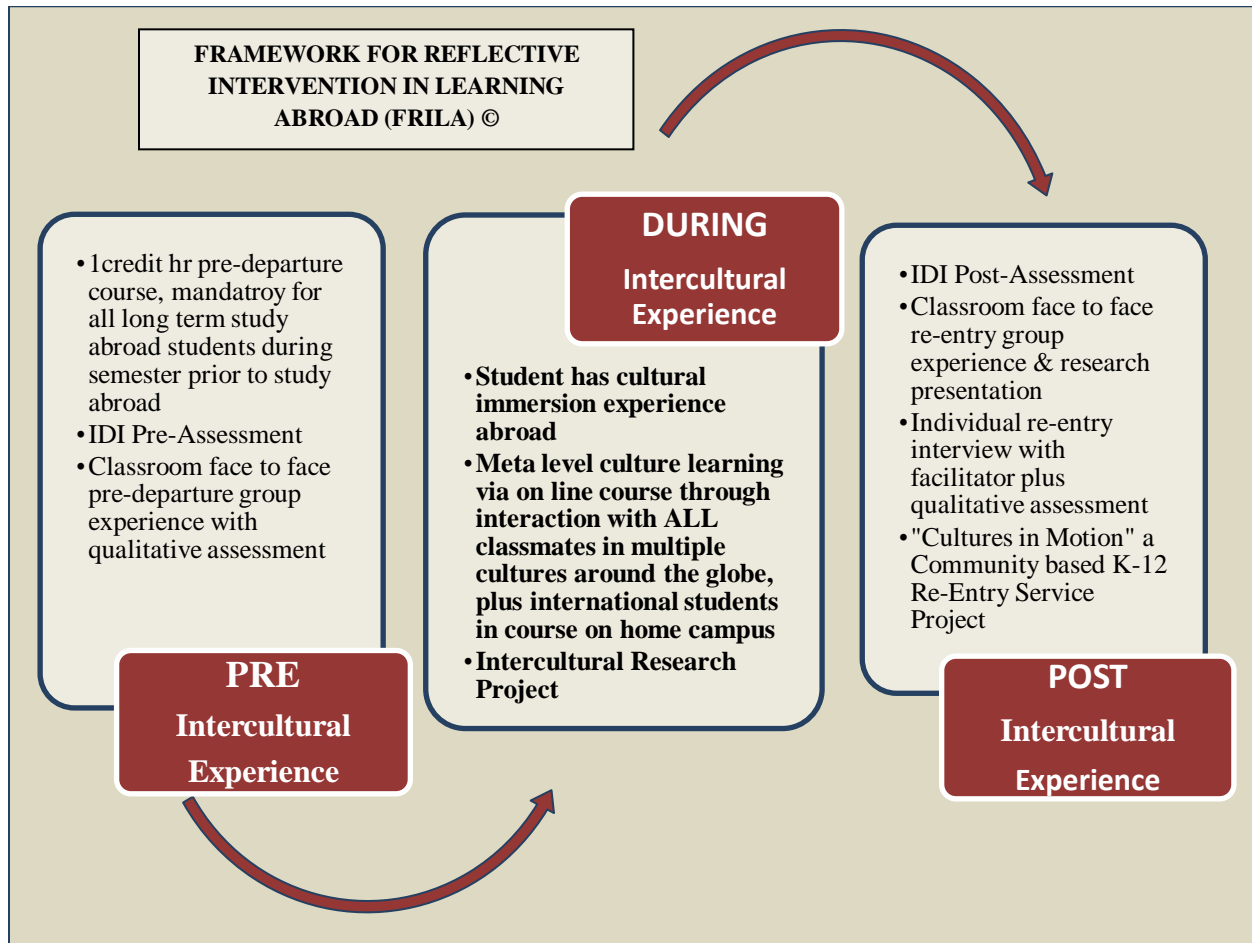 FRAMEWORK FOR REFLECTIVE
INTERVENTION IN LEARNING
ABROAD (FRILA) ©
•1credit hr pre-departure
course, mandatroy for
all long term study
abroad students during
semester prior to study
abroad
•IDI Pre-Assessment
•Classroom face to face
pre-departure group
experience with
qualitative assessment
PRE
Intercultural
Experience
DURING
Intercultural
Experience
•Student has cultural
immersion experience
abroad
•Meta level culture learning
via on line course through
interaction with ALL
classmates in multiple
cultures around the globe,
plus international students
in course on home campus
•Intercultural Research
Project
•IDI Post-Assessment
•Classroom face to face
re-entry group
experience & research
presentation
•Individual re-entry
interview with
facilitator plus
qualitative assessment
•"Cultures in Motion" a
Community based K-12
Re-Entry Service
Project
POST
Intercultural
Experience